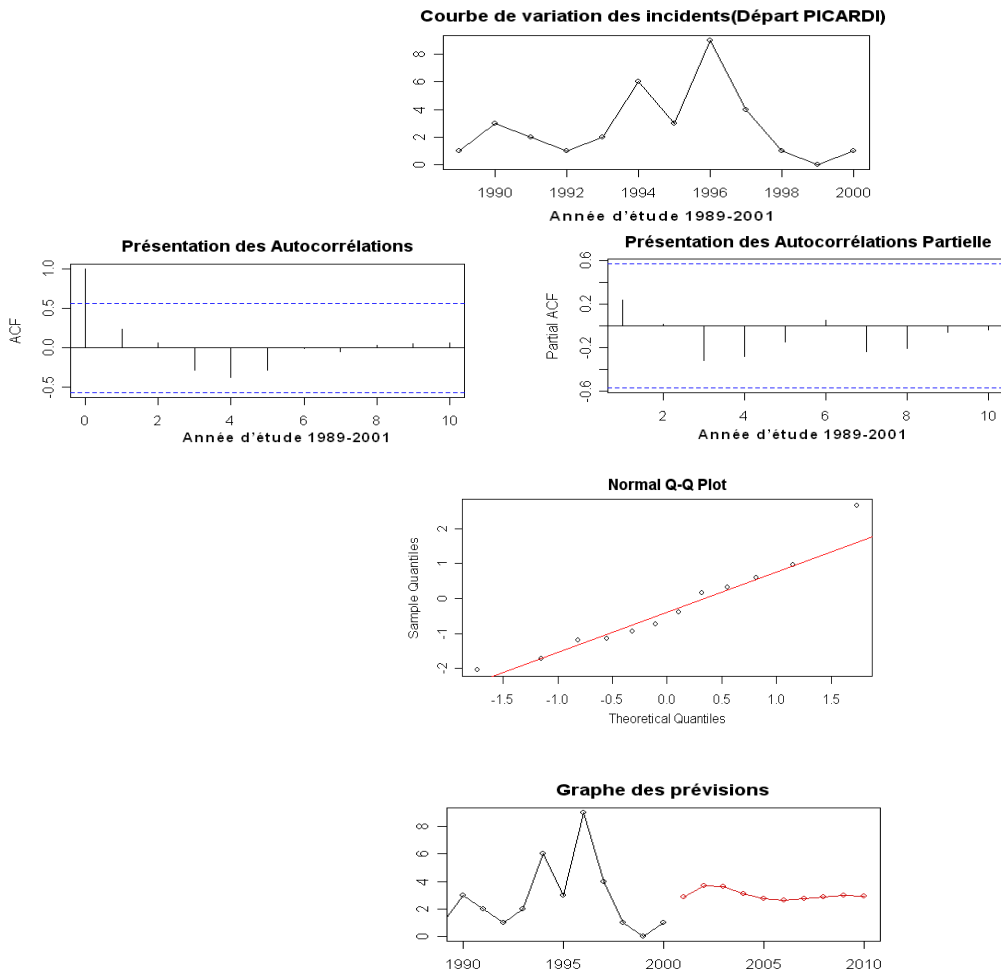 Courbe de variation des incidents(Départ PICARDI)
8
6
4
2
0
1990 1992 1994 1996 1998 2000
Année d'étude 1989-2001
Présentation des Autocorrélations
ACF
1.0
0.5
0.0
-0.5
0 2 4 6 8 10
Année d'étude 1989-2001
Présentation des Autocorrélations Partielle
Partial ACF
0.6
0.2
-0.2
-0.6
2 4 6 8 10
Année d'étude 1989-2001
Normal Q-Q Plot
Sample Quantiles
2
1
0
-1
-2
-1.5 -1.0 -0.5 0.0 0.5 1.0 1.5
Theoretical Quantiles
Graphe des prévisions
8
6
4
2
0
1990 1995 2000 2005 2010